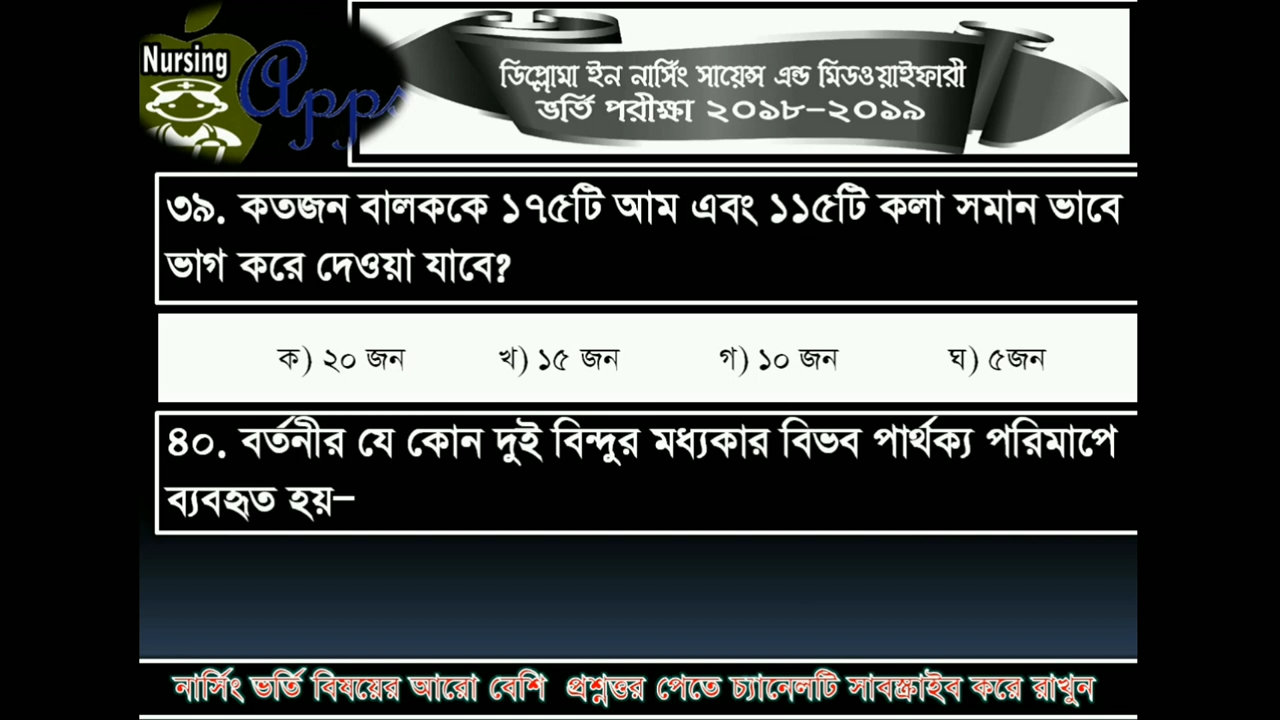 Nursing
Apps
ডিপ্লোমা ইন নার্সিং সায়েন্স এন্ড মিডওয়াইফারী
ভর্তি পরীক্ষা ২০১৮-২০১৯
৩৯. কতজন বালককে ১৭৫টি আম এবং ১১৫টি কলা সমান ভাবে
ভাগ করে দেওয়া যাবে?
ক) ২০ জন খ) ১৫ জন গ) ১০ জন ঘ) ৫জন
৪০. বর্তনীর যে কোন দুই বিন্দুর মধ্যকার বিভব পার্থক্য পরিমাপে
ব্যবহৃত হয়–
নার্সিং ভর্তি বিষয়ের আরো বেশি প্রশ্নত্তর পেতে চ্যানেলটি সাবস্ক্রাইব করে রাখুন